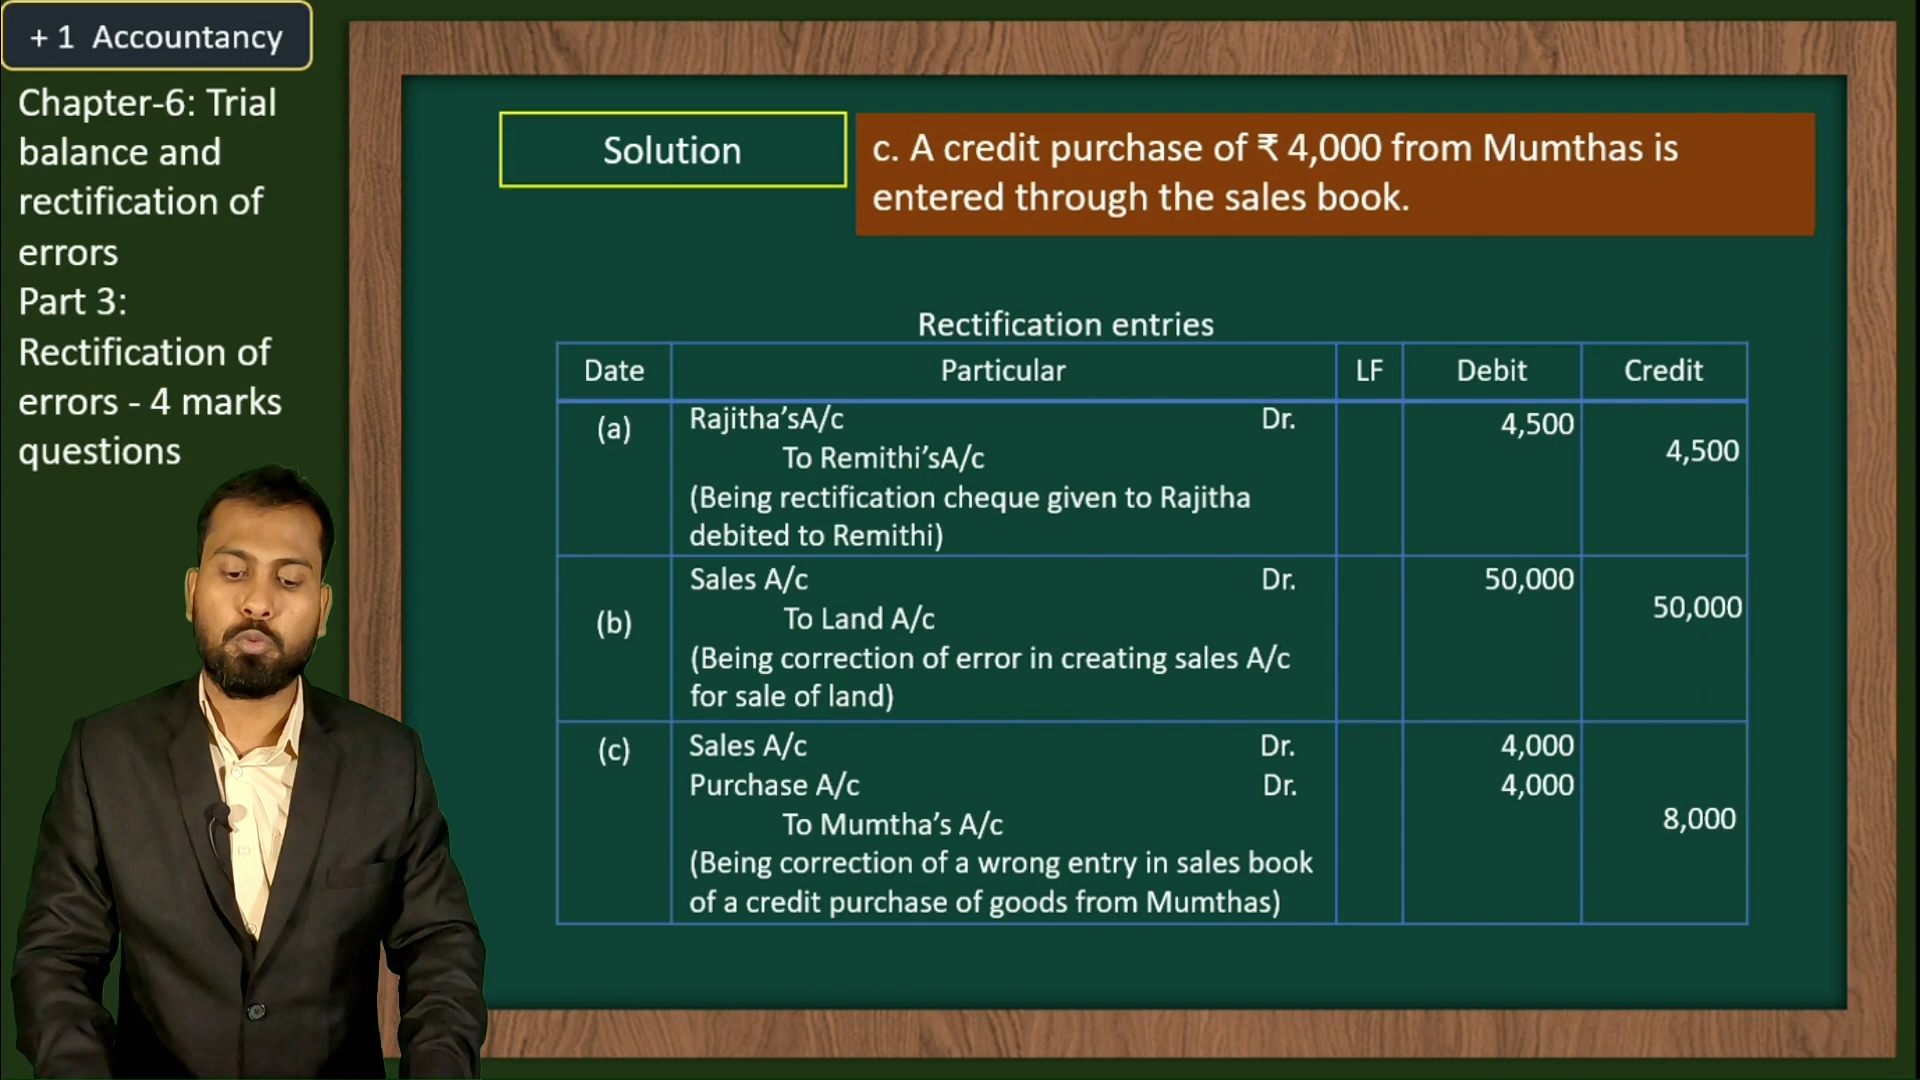 + 1 Accountancy
Chapter-6: Trial
balance and
rectification of
errors
Part 3:
Rectification of
errors - 4 marks
questions
Solution
c. A credit purchase of ₹ 4,000 from Mumthas is
entered through the sales book.
Rectification entries
Date Particular LF Debit Credit
(a) Rajitha’sA/c Dr. 4,500
To Remithi’sA/c 4,500
(Being rectification cheque given to Rajitha
debited to Remithi)
(b) Sales A/c Dr. 50,000
To Land A/c 50,000
(Being correction of error in creating sales A/c
for sale of land)
(c) Sales A/c Dr. 4,000
Purchase A/c Dr. 4,000
To Mumtha’s A/c 8,000
(Being correction of a wrong entry in sales book
of a credit purchase of goods from Mumthas)